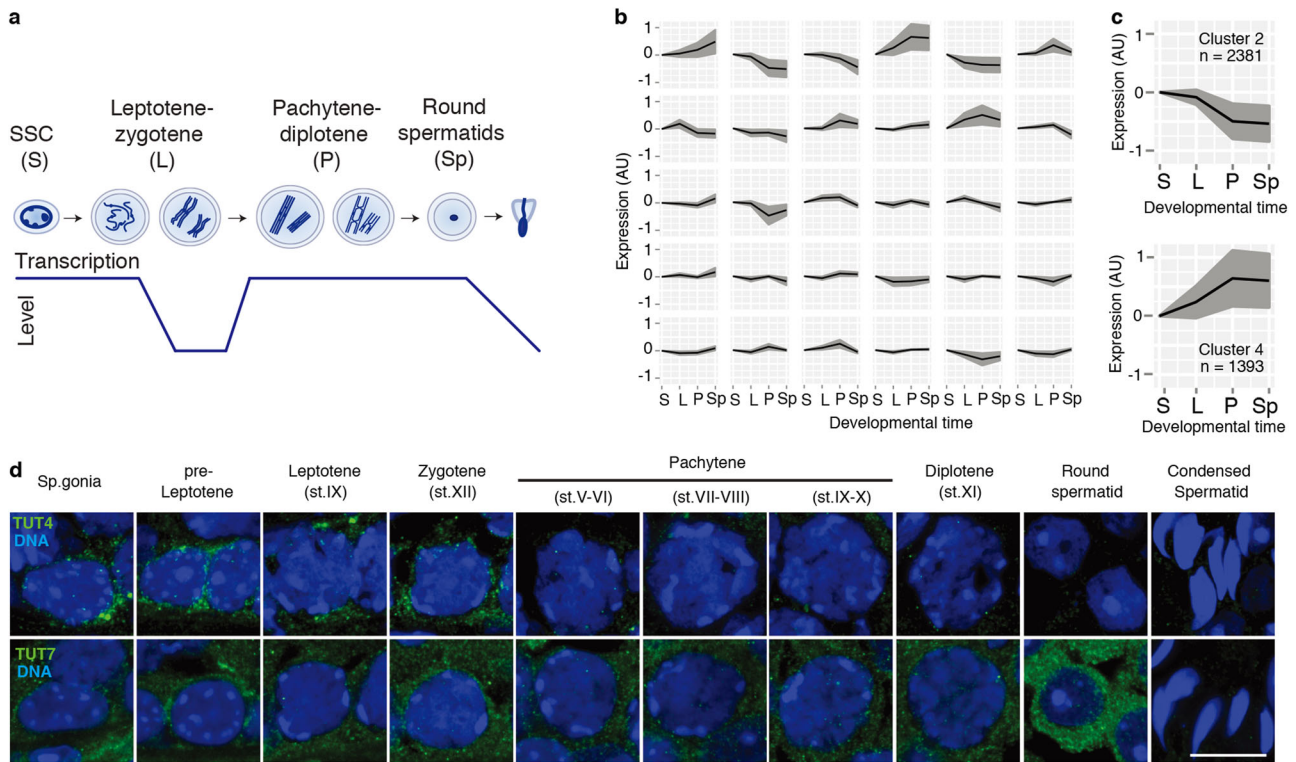 a
Leptotene-
zygotene
(L)
Pachytene-
diplotene
(P)
Round
spermatids
(Sp)
SSC
(S)
Transcription
Level
b
Expression (AU)
1
0
-1
1
0
-1
1
0
-1
1
0
-1
1
0
-1
S L P Sp S L P Sp S L P Sp S L P Sp S L P Sp S L P Sp
Developmental time
c
Expression (AU)
1
0
-1
Cluster 2
n = 2381
S L P Sp
Developmental time
Expression (AU)
1
0
-1
Cluster 4
n = 1393
S L P Sp
Developmental time
d
Sp.gonia
pre-
Leptotene
Leptotene
(st.IX)
Zygotene
(st.XII)
Pachytene
(st.V-VI)
(st.VII-VIII)
(st.IX-X)
Diplotene
(st.XI)
Round
spermatid
Condensed
Spermatid
TUT4
DNA
TUT7
DNA